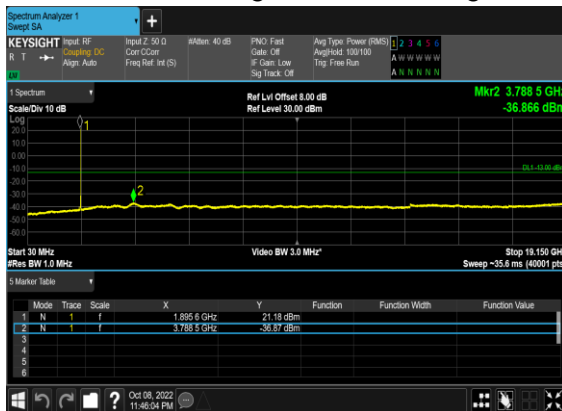 Spectrum Analyzer 1
Swept SA
KEYSIGHT Input: RF Input Z: 50 Ω #Atten: 40 dB PNO: Fast Avg Type: Power (RMS) 1 2 3 4 5 6
R T Coupling: DC Corr CCorr Gate: Off Avg|Hold: 100/100 A W W W W W
Align: Auto Freq Ref: Int (S) IF Gain: Low Trig: Free Run
Sig Track: Off A N N N N N
1 Spectrum Ref Lvl Offset 8.00 dB Mkr2 3.788 5 GHz
Scale/Div 10 dB Ref Level 30.00 dBm -36.866 dBm
Log
20.0 1
10.0
0.00
-10.0 DL1 -13.00 dBm
-20.0
-30.0 2
-40.0
-50.0
-60.0
Start 30 MHz Video BW 3.0 MHz* Stop 19.150 GHz
#Res BW 1.0 MHz Sweep ~35.6 ms (40001 pts)
5 Marker Table
Mode Trace Scale X Y Function Function Width Function Value
1 N 1 f 1.895 6 GHz 21.18 dBm
2 N 1 f 3.788 5 GHz -36.87 dBm
3
4
5
6
? Oct 08, 2022
11:46:04 PM